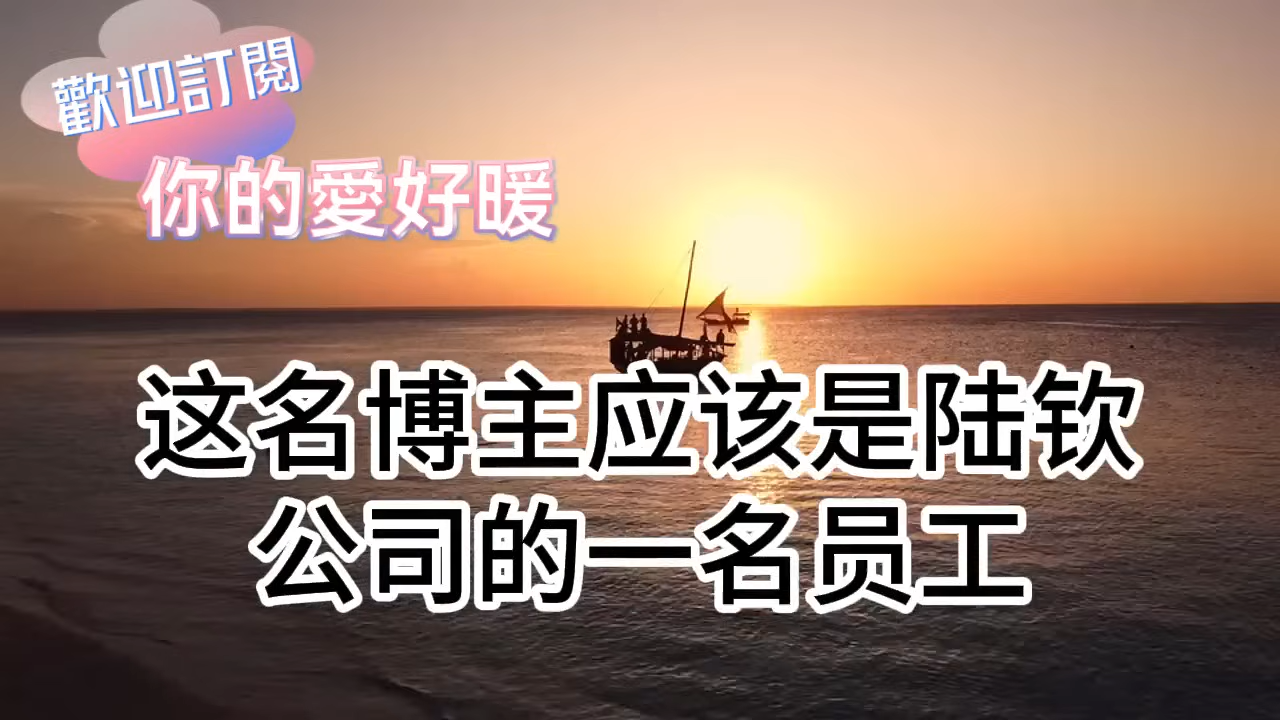 歡迎訂閱
你的愛好暖
这名博主应该是陆钦
公司的一名员工